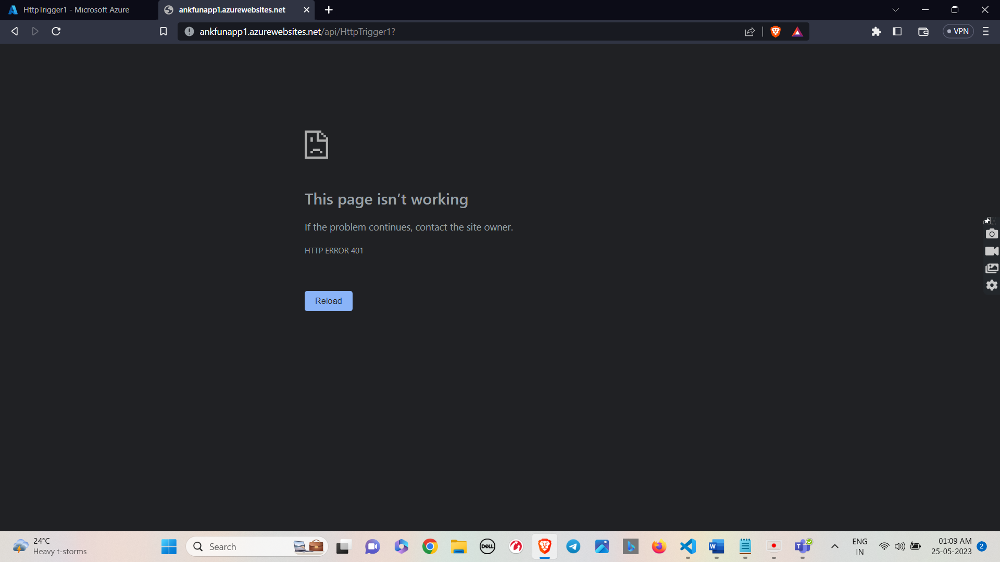 HttpTrigger1 - Microsoft Azure
ankfunapp1.azurewebsites.net
ankfunapp1.azurewebsites.net/api/HttpTrigger1?
VPN
This page isn’t working
If the problem continues, contact the site owner.
HTTP ERROR 401
Reload
24°C
Heavy t-storms
Search
DELL
ENG
IN
01:09 AM
25-05-2023
2